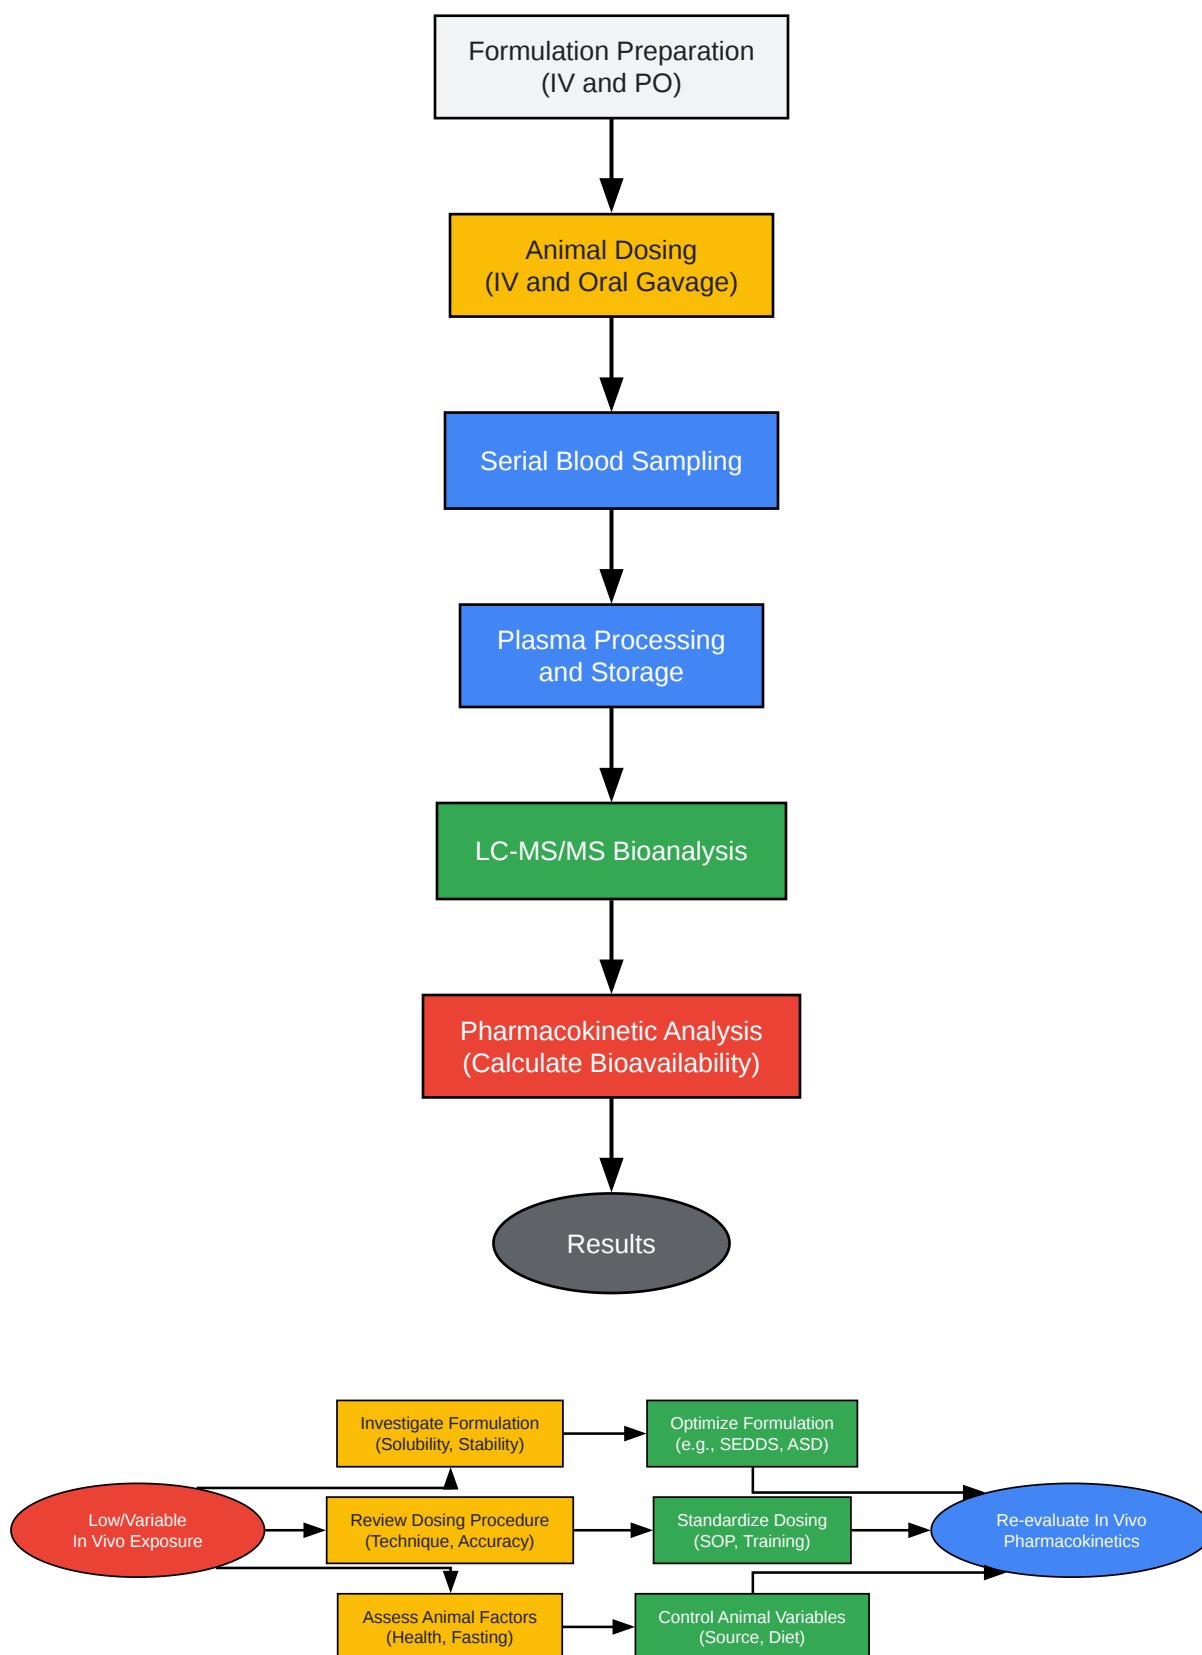 Formulation Preparation
(IV and PO)
Animal Dosing
(IV and Oral Gavage)
Serial Blood Sampling
Plasma Processing
and Storage
LC-MS/MS Bioanalysis
Pharmacokinetic Analysis
(Calculate Bioavailability)
Results
Investigate Formulation
(Solubility, Stability)
Optimize Formulation
(e.g., SEDDS, ASD)
Low/Variable
In Vivo Exposure
Review Dosing Procedure
(Technique, Accuracy)
Standardize Dosing
(SOP, Training)
Re-evaluate In Vivo
Pharmacokinetics
Assess Animal Factors
(Health, Fasting)
Control Animal Variables
(Source, Diet)